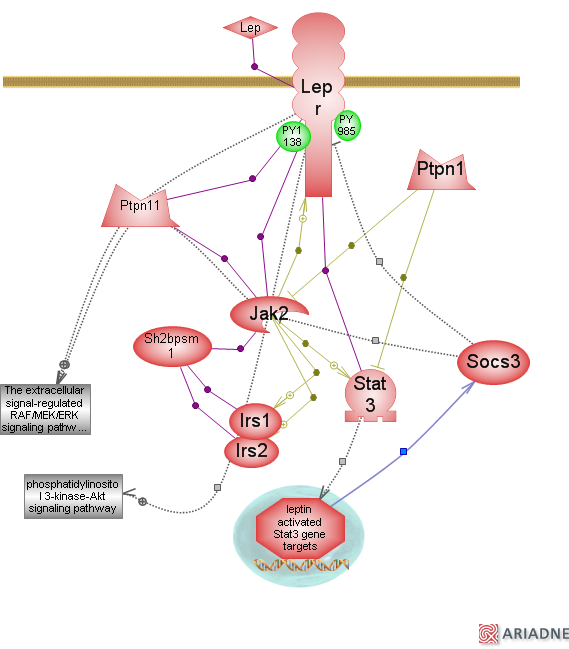 Lep
Lep
r
PY1
138
PY
985
Ptpn1
Ptpn11
Jak2
Sh2bpsm
1
Socs3
Stat
3
The extracellular
signal-regulated
RAF/MEK/ERK
signaling pathw ...
Irs1
Irs2
phosphatidylinosito
l 3-kinase-Akt
signaling pathway
leptin
activated
Stat3 gene
targets
ARIADNE